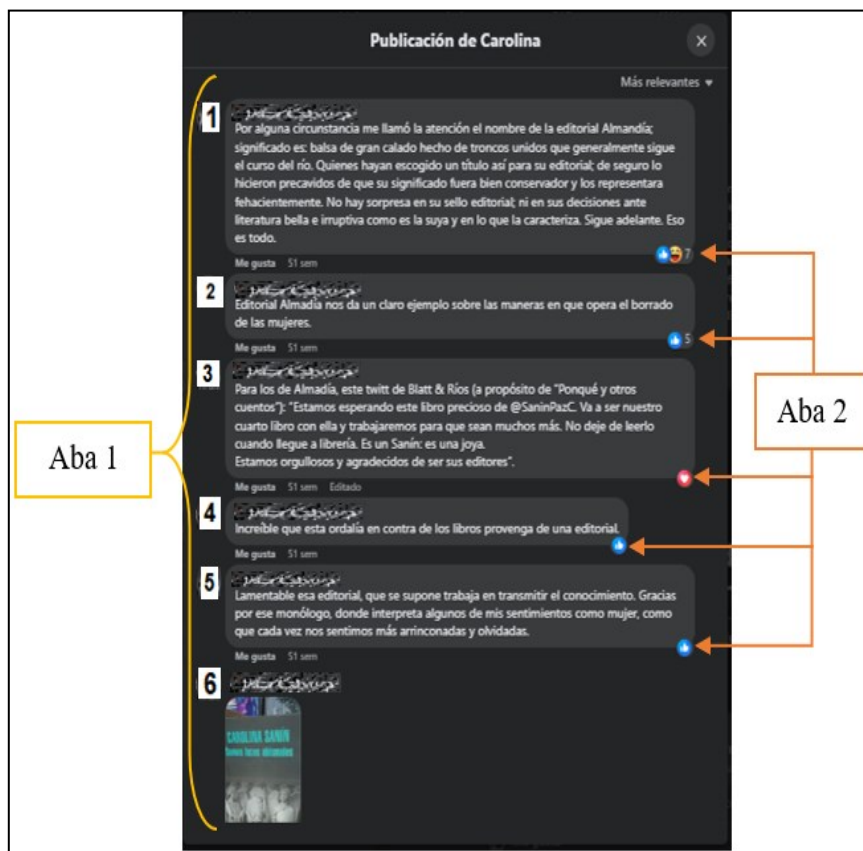 Publicación de Carolina
Más relevantes
1
Por alguna circunstancia me llamó la atención el nombre de la editorial Almandía;
significado es: balsa de gran calado hecho de troncos unidos que generalmente sigue
el curso del río. Quienes hayan escogido un título así para su editorial; de seguro lo
hicieron precavidos de que su significado fuera bien conservador y los representara
fehacientemente. No hay sorpresa en su sello editorial; ni en sus decisiones ante
literatura bella e irruptiva como es la suya y en lo que la caracteriza. Sigue adelante. Eso
es todo.
7
Me gusta 51 sem
2
Editorial Almadía nos da un claro ejemplo sobre las maneras en que opera el borrado
de las mujeres.
5
Me gusta 51 sem
3
Para los de Almadía, este twitt de Blatt & Ríos (a propósito de "Ponqué y otros
cuentos"): "Estamos esperando este libro precioso de @SaninPazC. Va a ser nuestro
cuarto libro con ella y trabajaremos para que sean muchos más. No deje de leerlo
cuando llegue a librería. Es un Sanín: es una joya.
Estamos orgullosos y agradecidos de ser sus editores".
Me gusta 51 sem Editado
4
Increíble que esta ordalía en contra de los libros provenga de una editorial.
Me gusta 51 sem
5
Lamentable esa editorial, que se supone trabaja en transmitir el conocimiento. Gracias
por ese monólogo, donde interpreta algunos de mis sentimientos como mujer, como
que cada vez nos sentimos más arrinconadas y olvidadas.
Me gusta 51 sem
6
CAROLINA SANÍN
Aba 1
Aba 2